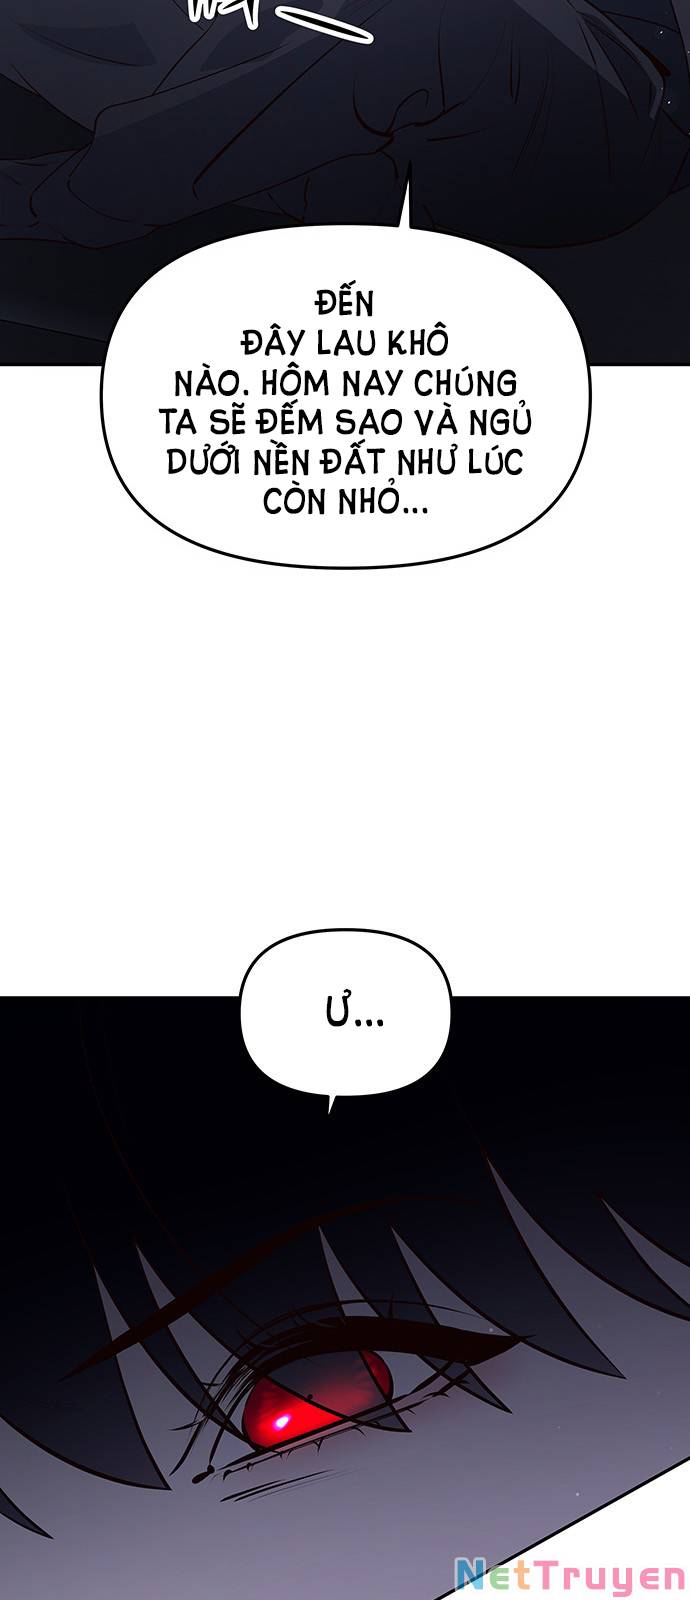 ĐẾN
ĐÂY LAU KHÔ
NÀO. HÔM NAY CHÚNG
TA SẼ ĐẾM SAO VÀ NGỦ
DƯỚI NỀN ĐẤT NHƯ LÚC
CÒN NHỎ...
Ư...
NetTruyen